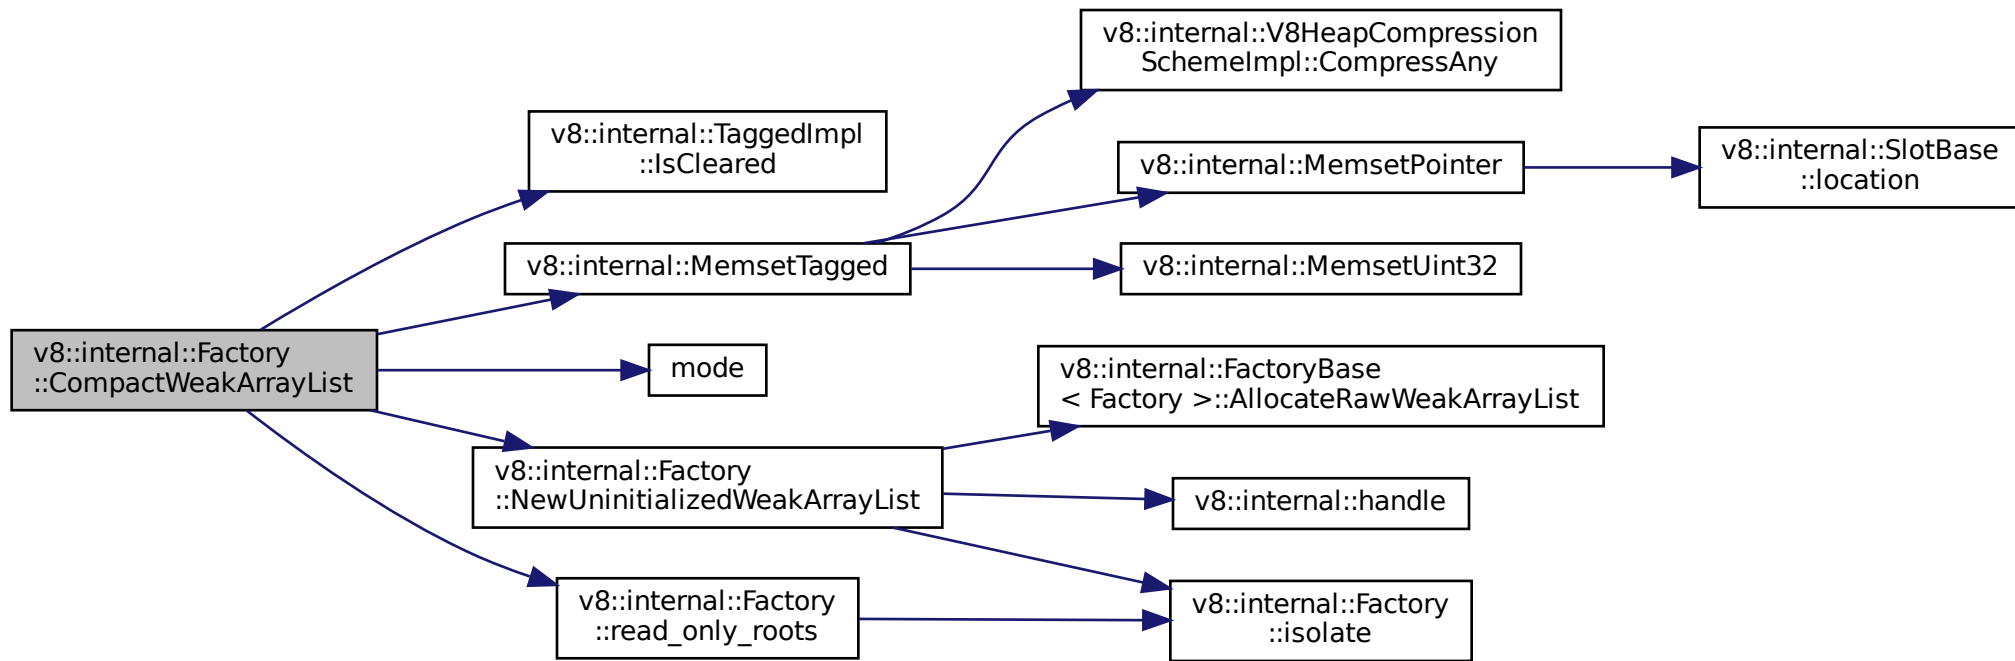 v8::internal::V8HeapCompression
SchemeImpl::CompressAny
v8::internal::TaggedImpl
::IsCleared
v8::internal::MemsetPointer
v8::internal::SlotBase
::location
v8::internal::MemsetTagged
v8::internal::MemsetUint32
v8::internal::Factory
::CompactWeakArrayList
mode
v8::internal::FactoryBase
< Factory >::AllocateRawWeakArrayList
v8::internal::Factory
::NewUninitializedWeakArrayList
v8::internal::handle
v8::internal::Factory
::read_only_roots
v8::internal::Factory
::isolate